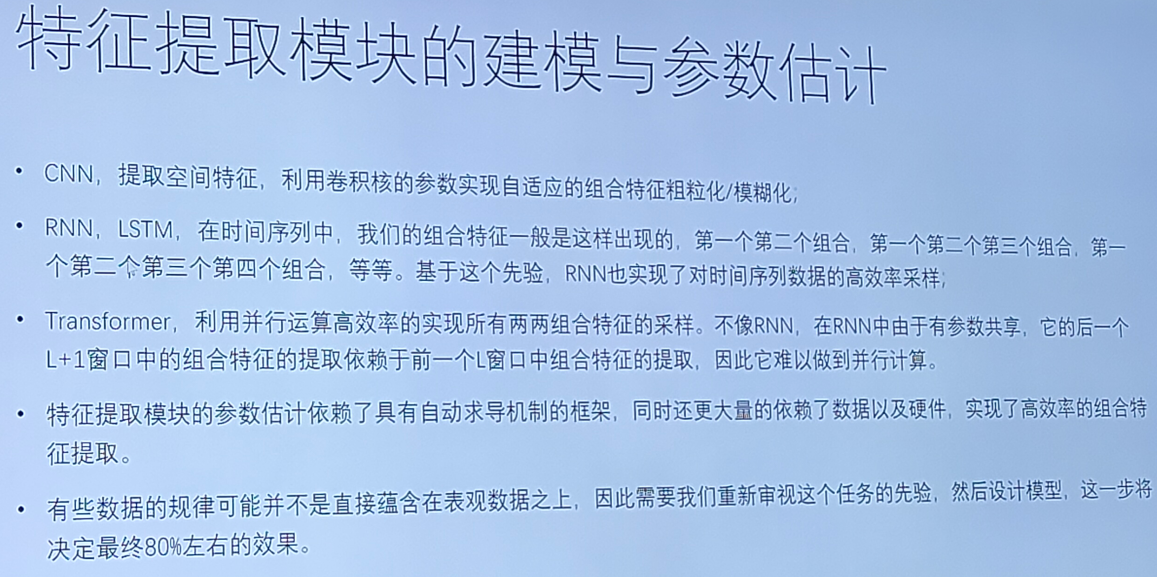 特征提取模块的建模与参数估计
• CNN，提取空间特征，利用卷积核的参数实现自适应的组合特征粗粒化/模糊化;
• RNN，LSTM，在时间序列中，我们的组合特征一般是这样出现的，第一个第二个组合，第一个第二个第三个组合，第一
个第二个第三个第四个组合，等等。基于这个先验，RNN也实现了对时间序列数据的高效率采样;
• Transformer，利用并行运算高效率的实现所有两两组合特征的采样。不像RNN，在RNN中由于有参数共享，它的后一个
L+1窗口中的组合特征的提取依赖于前一个L窗口中组合特征的提取，因此它难以做到并行计算。
• 特征提取模块的参数估计依赖了具有自动求导机制的框架，同时还更大量的依赖了数据以及硬件，实现了高效率的组合特
征提取。
• 有些数据的规律可能并不是直接蕴含在表观数据之上，因此需要我们重新审视这个任务的先验，然后设计模型，这一步将
决定最终80%左右的效果。